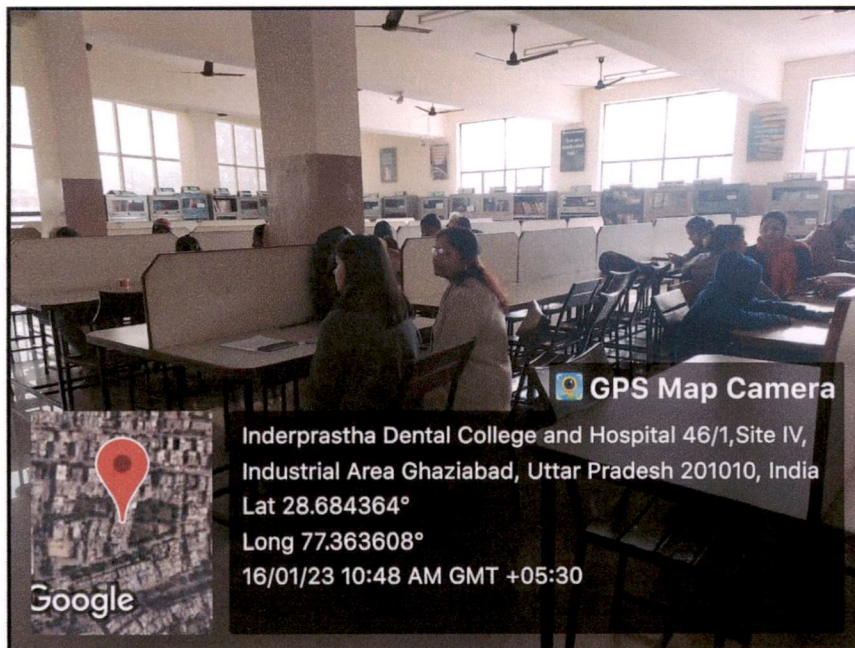 GPS Map Camera
Inderprastha Dental College and Hospital 46/1,Site IV,
Industrial Area Ghaziabad, Uttar Pradesh 201010, India
Lat 28.684364°
Long 77.363608°
16/01/23 10:48 AM GMT +05:30
Google